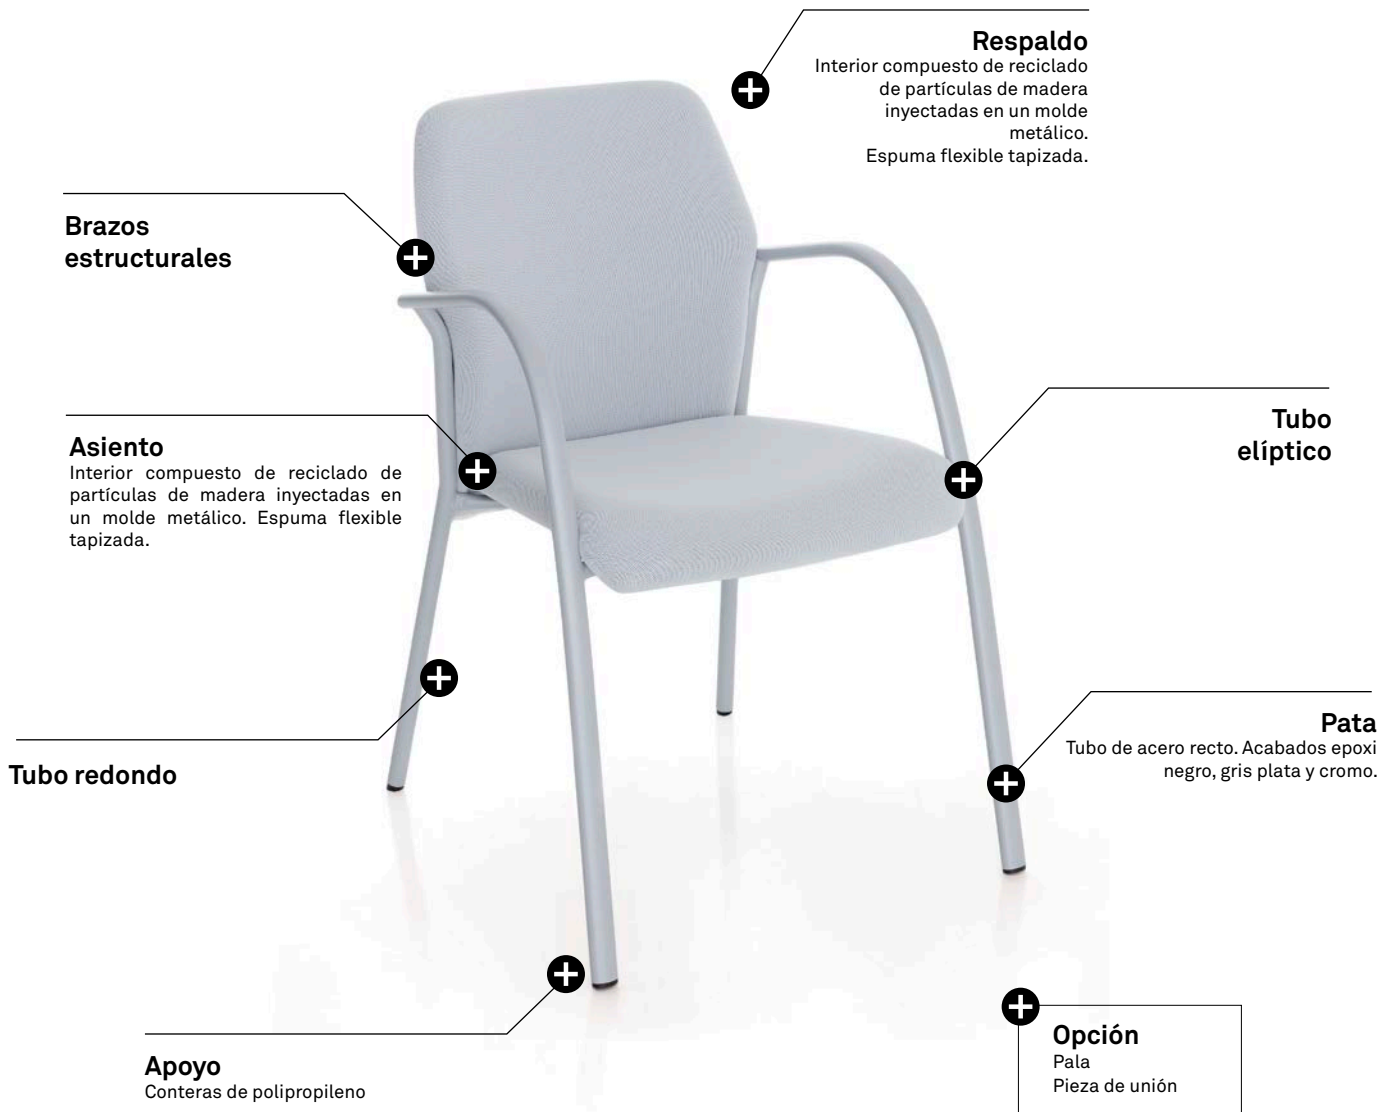 Respaldo
Interior compuesto de reciclado
de partículas de madera
inyectadas en un molde
metálico.
Espuma flexible tapizada.
Brazos
estructurales
Asiento
Interior compuesto de reciclado de
partículas de madera inyectadas en
un molde metálico. Espuma flexible
tapizada.
Tubo
elíptico
Tubo redondo
Pata
Tubo de acero recto. Acabados epoxi
negro, gris plata y cromo.
Apoyo
Conteras de polipropileno
Opción
Pala
Pieza de unión